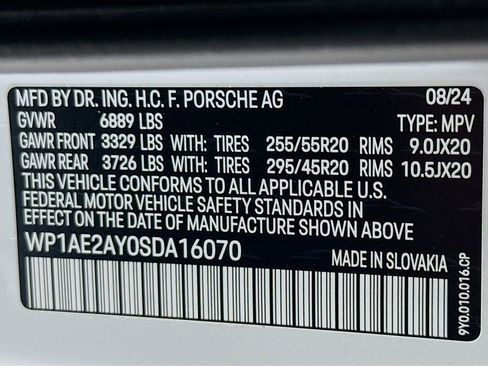 MFD BY DR. ING. H.C. F. PORSCHE AG 08/24
GVWR 6889 LBS TYPE: MPV
GAWR FRONT 3329 LBS WITH: TIRES 255/55R20 RIMS 9.0JX20
GAWR REAR 3726 LBS WITH: TIRES 295/45R20 RIMS 10.5JX20
THIS VEHICLE CONFORMS TO ALL APPLICABLE U.S.
FEDERAL MOTOR VEHICLE SAFETY STANDARDS IN
EFFECT ON THE DATE OF MANUFACTURE SHOWN ABOVE.
WP1AE2AY0SDA16070 MADE IN SLOVAKIA
9Y0.010.016.CP